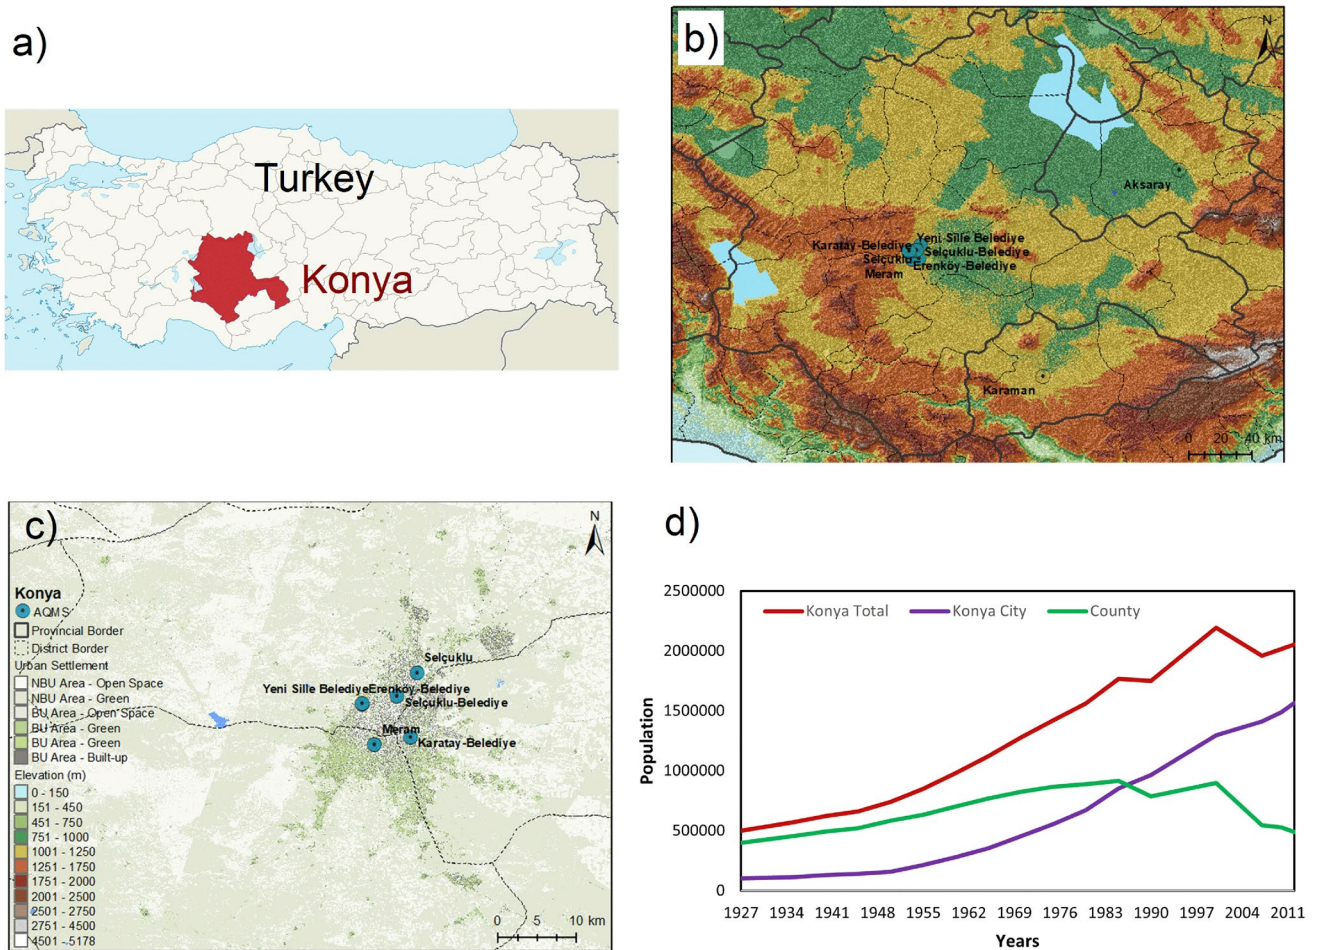 a)
Turkey
Konya
b)
N
Aksaray
Yeni Sille Belediye
Karatay-Belediye
Selçuklu-Belediye
Selçuklu
Erenköy-Belediye
Meram
Karaman
0 20 40 km
c)
N
Konya
AQMS
Provincial Border
District Border
Urban Settlement
NBU Area - Open Space
NBU Area - Green
BU Area - Open Space
BU Area - Green
BU Area - Green
BU Area - Built-up
Elevation (m)
0 - 150
151 - 450
451 - 750
751 - 1000
1001 - 1250
1251 - 1750
1751 - 2000
2001 - 2500
2501 - 2750
2751 - 4500
4501 - 5178
Selçuklu
Yeni Sille Belediye Erenköy-Belediye
Selçuklu-Belediye
Meram
Karatay-Belediye
0 5 10 km
d)
Konya Total Konya City County
2500000
2000000
1500000
1000000
500000
0
Population
1927 1934 1941 1948 1955 1962 1969 1976 1983 1990 1997 2004 2011
Years